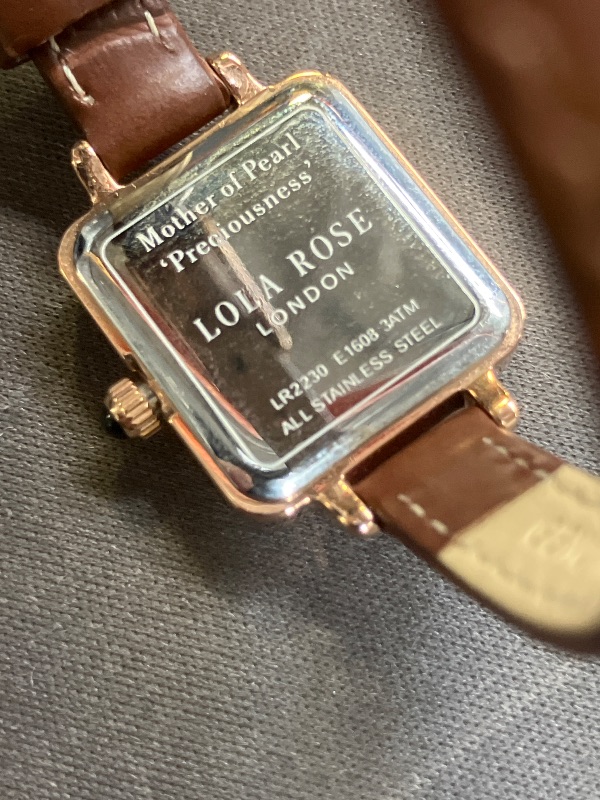 Mother of Pearl
'Preciousness'
LOLA ROSE
LONDON
LR2230 E1608 3ATM
ALL STAINLESS STEEL